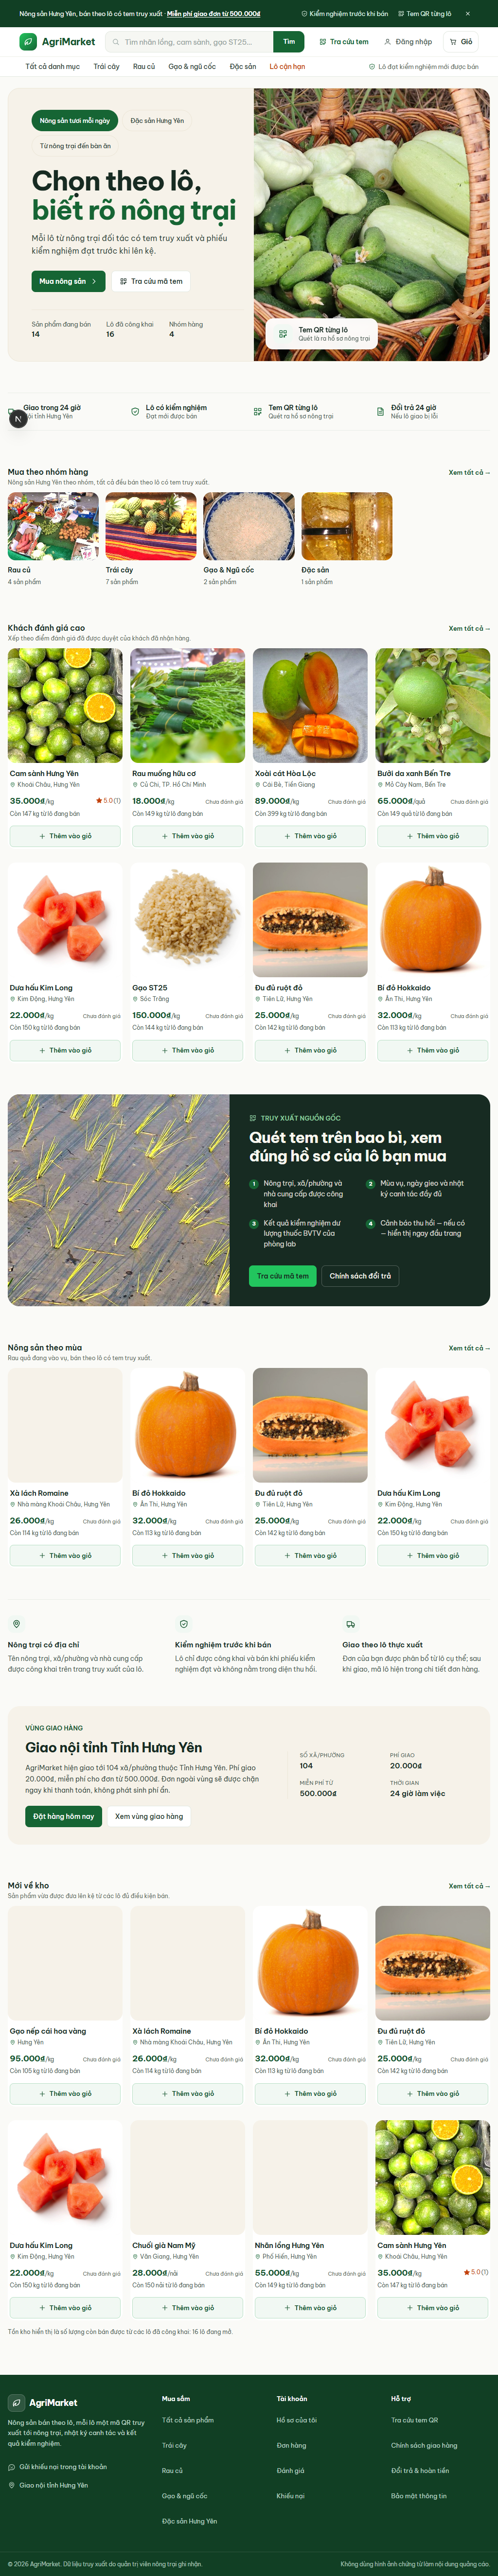 Nông sản Hưng Yên, bán theo lô có tem truy xuất · Miễn phí giao đơn từ 500.000₫
Kiểm nghiệm trước khi bán
Tem QR từng lô
AgriMarket
Tìm nhãn lồng, cam sành, gạo ST25...
Tìm
Tra cứu tem
Đăng nhập
Giỏ
Tất cả danh mục
Trái cây
Rau củ
Gạo & ngũ cốc
Đặc sản
Lô cận hạn
Lô đạt kiểm nghiệm mới được bán
Nông sản tươi mỗi ngày
Đặc sản Hưng Yên
Từ nông trại đến bàn ăn
Chọn theo lô,
biết rõ nông trại
Mỗi lô từ nông trại đối tác có tem truy xuất và phiếu
kiểm nghiệm đạt trước khi lên kệ.
Mua nông sản
Tra cứu mã tem
Sản phẩm đang bán
14
Lô đã công khai
16
Nhóm hàng
4
Tem QR từng lô
Quét là ra hồ sơ nông trại
Giao trong 24 giờ
Nội tỉnh Hưng Yên
Lô có kiểm nghiệm
Đạt mới được bán
Tem QR từng lô
Quét ra hồ sơ nông trại
Đổi trả 24 giờ
Nếu lô giao bị lỗi
N
Mua theo nhóm hàng
Nông sản Hưng Yên theo nhóm, tất cả đều bán theo lô có tem truy xuất.
Xem tất cả →
Rau củ
4 sản phẩm
Trái cây
7 sản phẩm
Gạo & Ngũ cốc
2 sản phẩm
Đặc sản
1 sản phẩm
Khách đánh giá cao
Xếp theo điểm đánh giá đã được duyệt của khách đã nhận hàng.
Xem tất cả →
Cam sành Hưng Yên
Khoái Châu, Hưng Yên
35.000₫/kg
5.0 (1)
Còn 147 kg từ lô đang bán
Thêm vào giỏ
Rau muống hữu cơ
Củ Chi, TP. Hồ Chí Minh
18.000₫/kg
Chưa đánh giá
Còn 149 kg từ lô đang bán
Thêm vào giỏ
Xoài cát Hòa Lộc
Cái Bè, Tiền Giang
89.000₫/kg
Chưa đánh giá
Còn 399 kg từ lô đang bán
Thêm vào giỏ
Bưởi da xanh Bến Tre
Mỏ Cày Nam, Bến Tre
65.000₫/quả
Chưa đánh giá
Còn 149 quả từ lô đang bán
Thêm vào giỏ
Dưa hấu Kim Long
Kim Động, Hưng Yên
22.000₫/kg
Chưa đánh giá
Còn 150 kg từ lô đang bán
Thêm vào giỏ
Gạo ST25
Sóc Trăng
150.000₫/kg
Chưa đánh giá
Còn 144 kg từ lô đang bán
Thêm vào giỏ
Đu đủ ruột đỏ
Tiên Lữ, Hưng Yên
25.000₫/kg
Chưa đánh giá
Còn 142 kg từ lô đang bán
Thêm vào giỏ
Bí đỏ Hokkaido
Ân Thi, Hưng Yên
32.000₫/kg
Chưa đánh giá
Còn 113 kg từ lô đang bán
Thêm vào giỏ
TRUY XUẤT NGUỒN GỐC
Quét tem trên bao bì, xem
đúng hồ sơ của lô bạn mua
1 Nông trại, xã/phường và
nhà cung cấp được công
khai
2 Mùa vụ, ngày gieo và nhật
ký canh tác đầy đủ
3 Kết quả kiểm nghiệm dư
lượng thuốc BVTV của
phòng lab
4 Cảnh báo thu hồi — nếu có
— hiển thị ngay đầu trang
Tra cứu mã tem
Chính sách đổi trả
Nông sản theo mùa
Rau quả đang vào vụ, bán theo lô có tem truy xuất.
Xem tất cả →
Xà lách Romaine
Nhà màng Khoái Châu, Hưng Yên
26.000₫/kg
Chưa đánh giá
Còn 114 kg từ lô đang bán
Thêm vào giỏ
Bí đỏ Hokkaido
Ân Thi, Hưng Yên
32.000₫/kg
Chưa đánh giá
Còn 113 kg từ lô đang bán
Thêm vào giỏ
Đu đủ ruột đỏ
Tiên Lữ, Hưng Yên
25.000₫/kg
Chưa đánh giá
Còn 142 kg từ lô đang bán
Thêm vào giỏ
Dưa hấu Kim Long
Kim Động, Hưng Yên
22.000₫/kg
Chưa đánh giá
Còn 150 kg từ lô đang bán
Thêm vào giỏ
Nông trại có địa chỉ
Tên nông trại, xã/phường và nhà cung cấp
được công khai trên trang truy xuất của lô.
Kiểm nghiệm trước khi bán
Lô chỉ được công khai và bán khi phiếu kiểm
nghiệm đạt và không nằm trong diện thu hồi.
Giao theo lô thực xuất
Đơn của bạn được phân bổ từ lô cụ thể; sau
khi giao, mã lô hiện trong chi tiết đơn hàng.
VÙNG GIAO HÀNG
Giao nội tỉnh Tỉnh Hưng Yên
AgriMarket hiện giao tới 104 xã/phường thuộc Tỉnh Hưng Yên. Phí giao
20.000₫, miễn phí cho đơn từ 500.000₫. Đơn ngoài vùng sẽ được chặn
ngay khi thanh toán, không phát sinh phí ẩn.
Đặt hàng hôm nay
Xem vùng giao hàng
SỐ XÃ/PHƯỜNG
104
PHÍ GIAO
20.000₫
MIỄN PHÍ TỪ
500.000₫
THỜI GIAN
24 giờ làm việc
Mới về kho
Sản phẩm vừa được đưa lên kệ từ các lô đủ điều kiện bán.
Xem tất cả →
Gạo nếp cái hoa vàng
Hưng Yên
95.000₫/kg
Chưa đánh giá
Còn 105 kg từ lô đang bán
Thêm vào giỏ
Xà lách Romaine
Nhà màng Khoái Châu, Hưng Yên
26.000₫/kg
Chưa đánh giá
Còn 114 kg từ lô đang bán
Thêm vào giỏ
Bí đỏ Hokkaido
Ân Thi, Hưng Yên
32.000₫/kg
Chưa đánh giá
Còn 113 kg từ lô đang bán
Thêm vào giỏ
Đu đủ ruột đỏ
Tiên Lữ, Hưng Yên
25.000₫/kg
Chưa đánh giá
Còn 142 kg từ lô đang bán
Thêm vào giỏ
Dưa hấu Kim Long
Kim Động, Hưng Yên
22.000₫/kg
Chưa đánh giá
Còn 150 kg từ lô đang bán
Thêm vào giỏ
Chuối già Nam Mỹ
Văn Giang, Hưng Yên
28.000₫/nải
Chưa đánh giá
Còn 150 nải từ lô đang bán
Thêm vào giỏ
Nhãn lồng Hưng Yên
Phố Hiến, Hưng Yên
55.000₫/kg
Chưa đánh giá
Còn 149 kg từ lô đang bán
Thêm vào giỏ
Cam sành Hưng Yên
Khoái Châu, Hưng Yên
35.000₫/kg
5.0 (1)
Còn 147 kg từ lô đang bán
Thêm vào giỏ
Tồn kho hiển thị là số lượng còn bán được từ các lô đã công khai: 16 lô đang mở.
AgriMarket
Nông sản bán theo lô, mỗi lô một mã QR truy
xuất tới nông trại, nhật ký canh tác và kết
quả kiểm nghiệm.
Gửi khiếu nại trong tài khoản
Giao nội tỉnh Hưng Yên
Mua sắm
Tất cả sản phẩm
Trái cây
Rau củ
Gạo & ngũ cốc
Đặc sản Hưng Yên
Tài khoản
Hồ sơ của tôi
Đơn hàng
Đánh giá
Khiếu nại
Hỗ trợ
Tra cứu tem QR
Chính sách giao hàng
Đổi trả & hoàn tiền
Bảo mật thông tin
© 2026 AgriMarket. Dữ liệu truy xuất do quản trị viên nông trại ghi nhận.
Không dùng hình ảnh chứng từ làm nội dung quảng cáo.